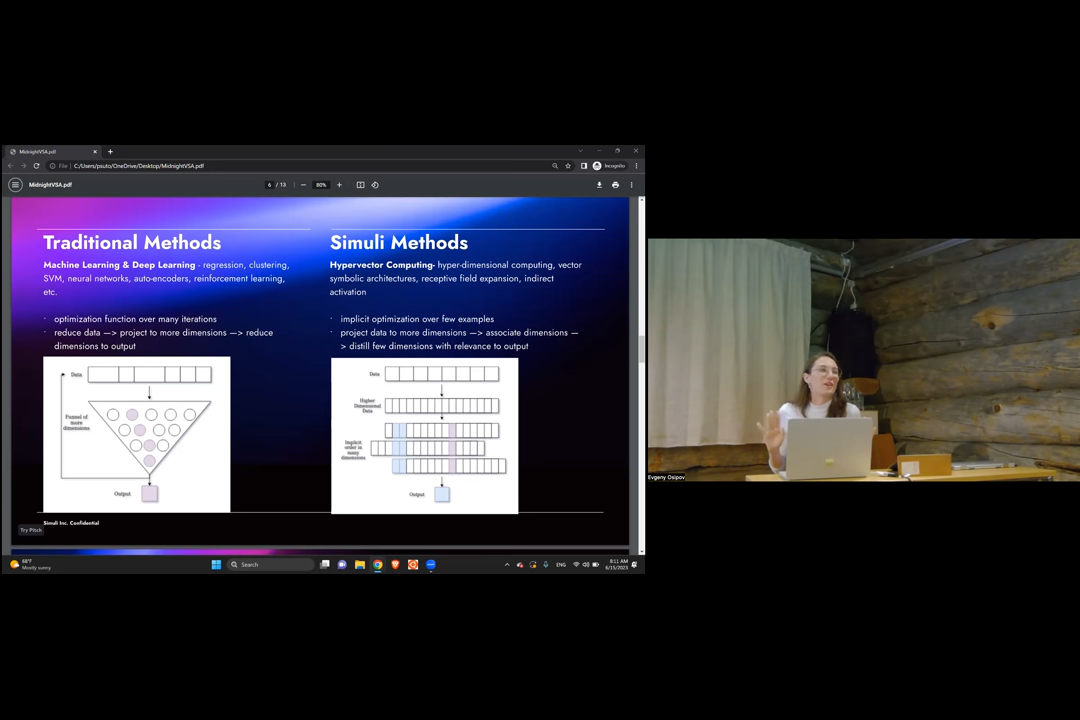 MidnightVSA.pdf
File
C:/Users/psuto/OneDrive/Desktop/MidnightVSA.pdf
Incognito
MidnightVSA.pdf
6 / 13
80%
Traditional Methods
Machine Learning & Deep Learning - regression, clustering,
SVM, neural networks, auto-encoders, reinforcement learning,
etc.
optimization function over many iterations
reduce data —> project to more dimensions —> reduce
dimensions to output
Data
Funnel of
more
dimensions
Output
Simuli Methods
Hypervector Computing- hyper-dimensional computing, vector
symbolic architectures, receptive field expansion, indirect
activation
implicit optimization over few examples
project data to more dimensions —> associate dimensions —
> distill few dimensions with relevance to output
Data
Higher
Dimensional
Data
Implicit
order in
many
dimensions
Output
Simuli Inc. Confidential
Try Pitch
68°F
Mostly sunny
Search
ENG
8:11 AM
6/15/2023
Evgeny Osipov